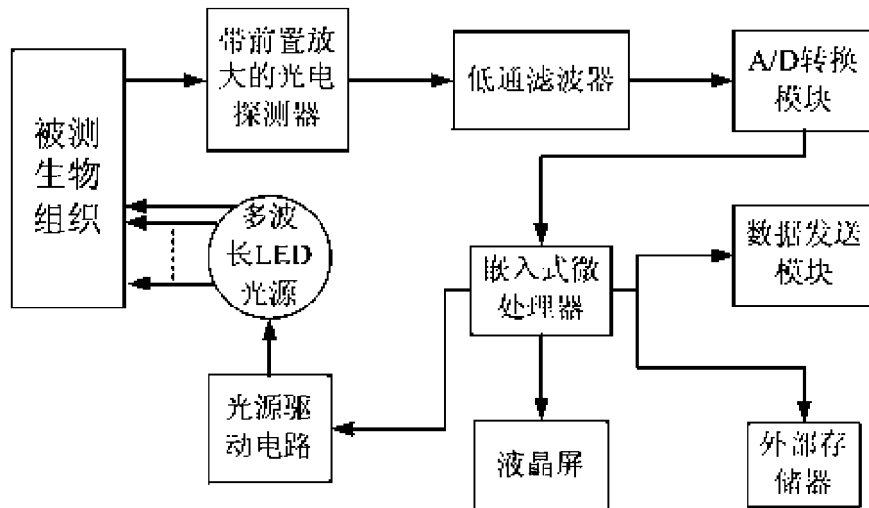 带前置放
大的光电
探测器
低通滤波器
A/D转换
模块
被测
生物
组织
多波
长LED
光源
嵌入式微
处理器
数据发送
模块
光源驱
动电路
液晶屏
外部存
储器